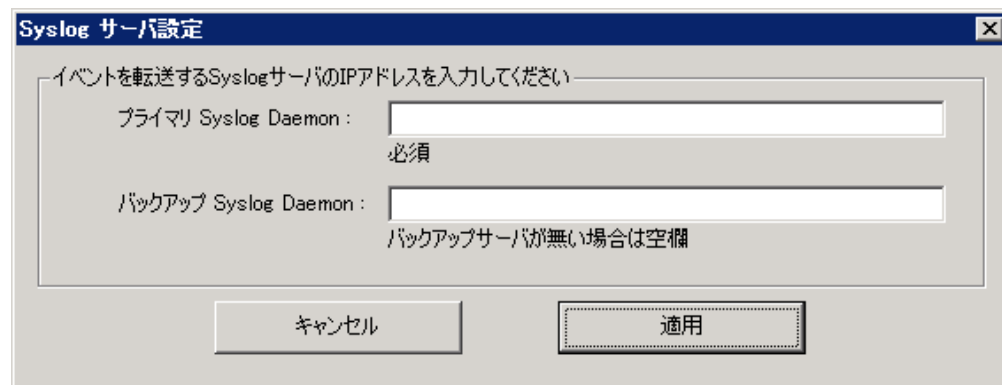 Syslog サーバ設定
イベントを転送するSyslogサーバのIPアドレスを入力してください
プライマリ Syslog Daemon :
必須
バックアップ Syslog Daemon :
バックアップサーバが無い場合は空欄
キャンセル
適用